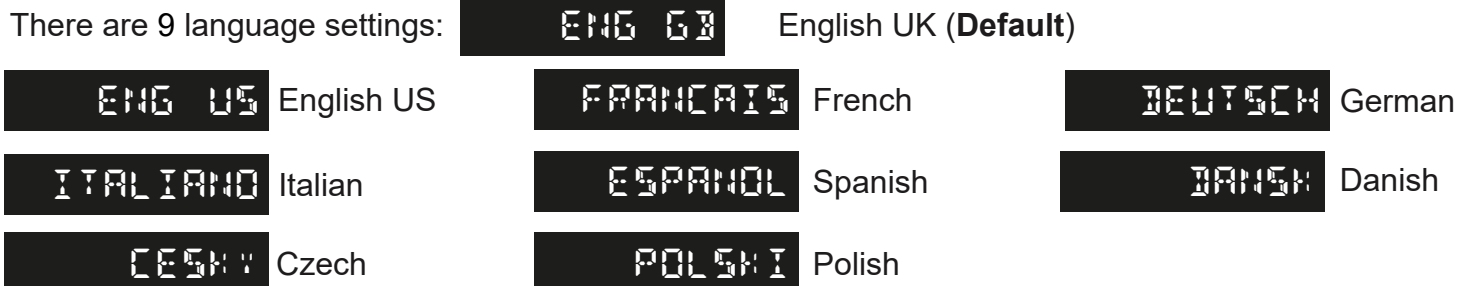 There are 9 language settings: ENG GB English UK (Default)
ENG US English US FRANCAIS French DEUTSCH German
ITALIANO Italian ESPANOL Spanish DANSK Danish
CESKY Czech POLSKI Polish